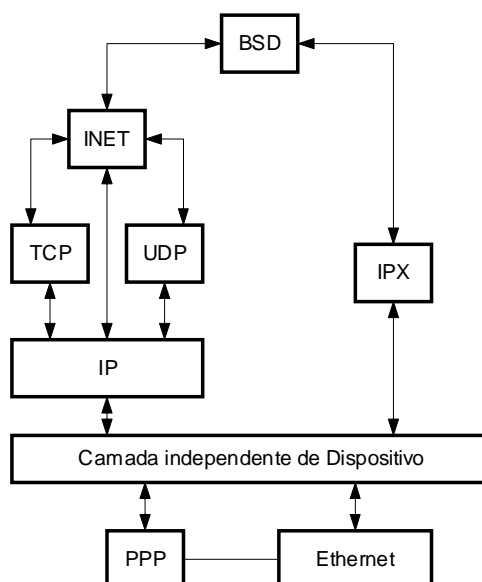 BSD
INET
TCP
UDP
IPX
IP
Camada independente de Dispositivo
PPP
Ethernet